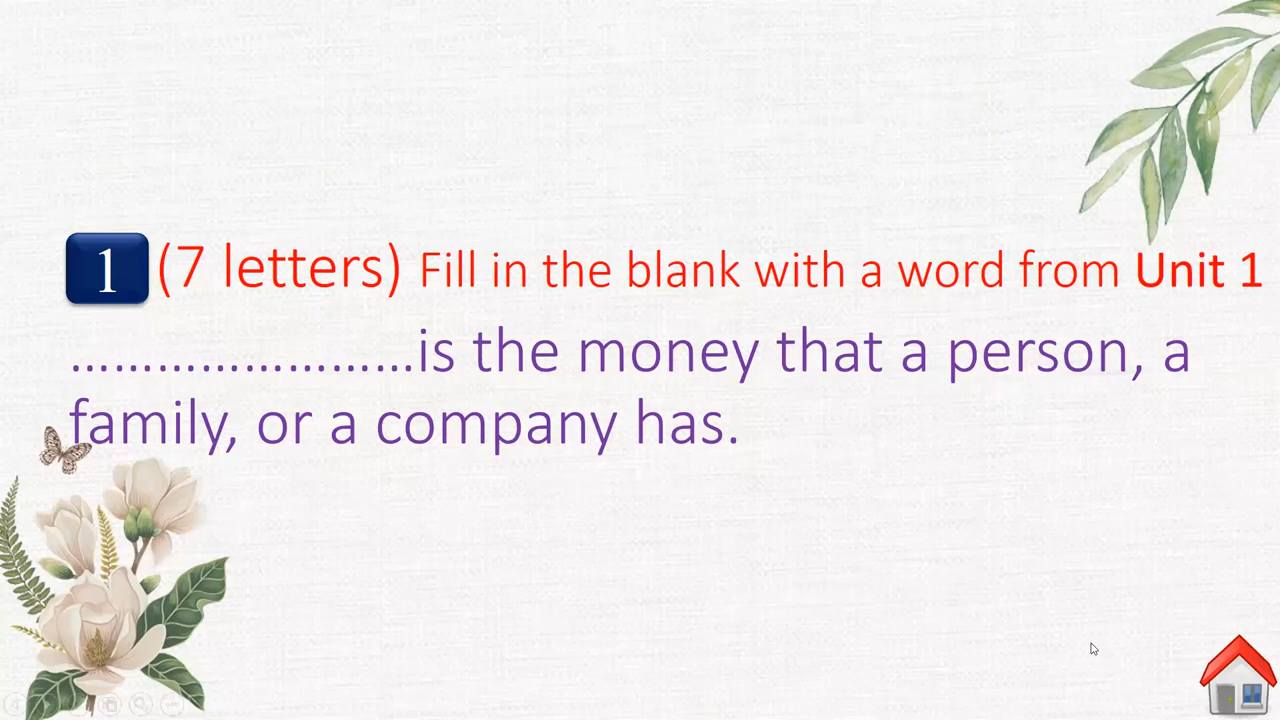 1 (7 letters) Fill in the blank with a word from Unit 1
……………………is the money that a person, a
family, or a company has.